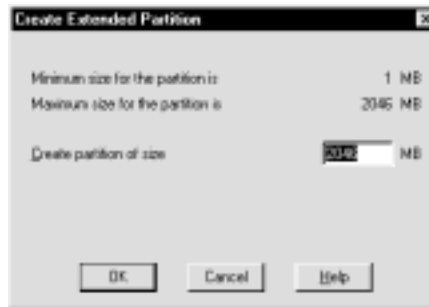 Create Extended Partition
Minimum size for the partition is 1 MB
Maximum size for the partition is 2046 MB
Create partition of size 2046 MB
OK Cancel Help